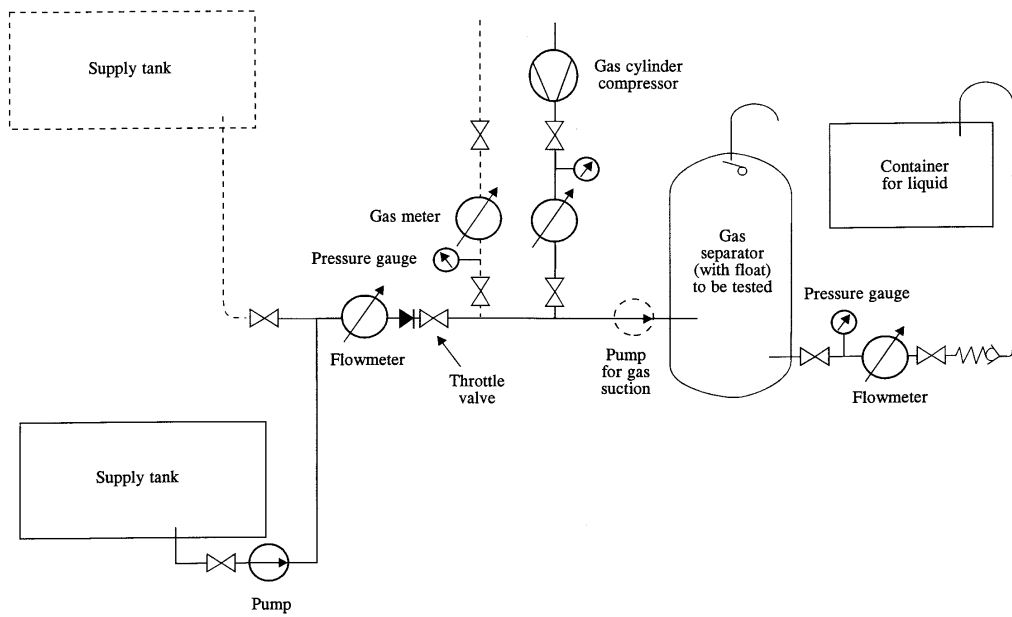 Supply tank
Gas cylinder
compressor
Container
for liquid
Gas meter
Gas
separator
(with float)
to be tested
Pressure gauge
Pressure gauge
Flowmeter
Throttle
valve
Pump
for gas
suction
Flowmeter
Supply tank
Pump